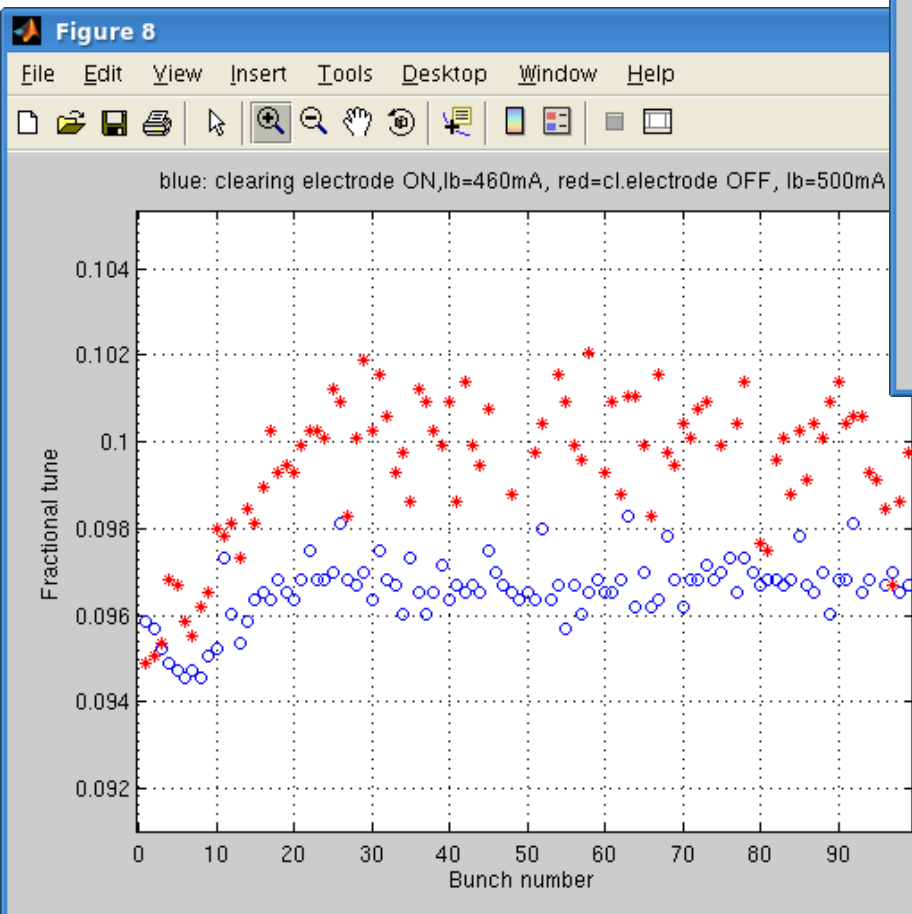 Figure 8
File Edit View Insert Tools Desktop Window Help
blue: clearing electrode ON,Ib=460mA, red=cl.electrode OFF, Ib=500mA
0.104
0.102
0.1
0.098
0.096
0.094
0.092
Fractional tune
0 10 20 30 40 50 60 70 80 90
Bunch number